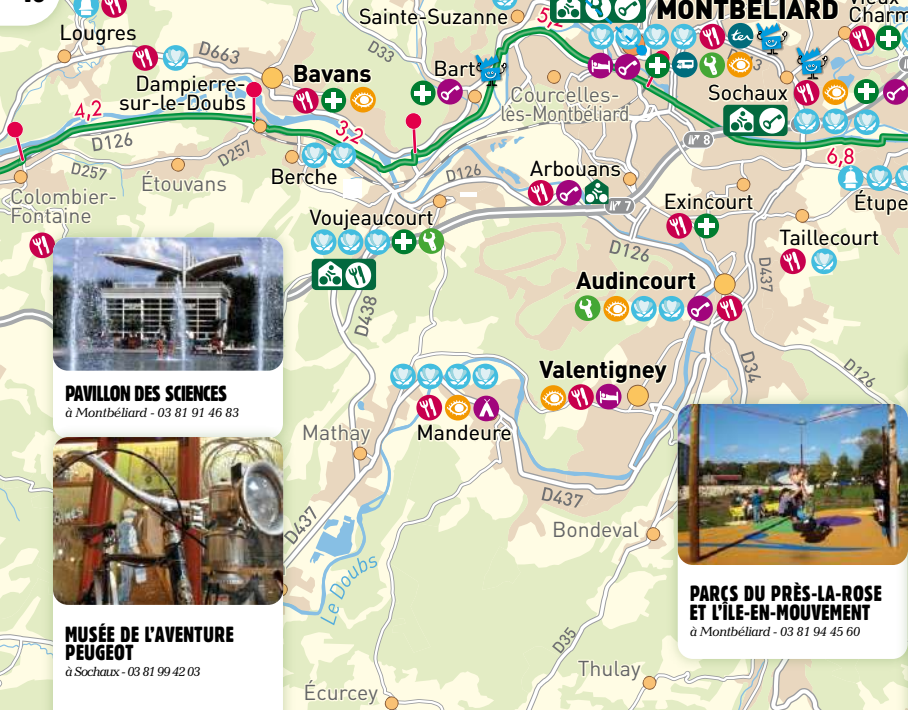 MONTBÉLIARD
Sainte-Suzanne
Lougres
D663
D33
Bavans
Bart
Dampierre-
sur-le-Doubs
ter
Courcelles-
lès-Montbéliard
Sochaux
4,2
3,2
D126
D257
D257
D126
8
6,8
Étouvans
Berche
Arbouans
Colombier-
Fontaine
Exincourt
Étupe
7
Voujeaucourt
Taillecourt
D126
D437
Audincourt
D438
D34
D126
Valentigney
Mathay
Mandeure
D437
D437
Bondeval
Le Doubs
D35
Thulay
Écurcey
PAVILLON DES SCIENCES
à Montbéliard - 03 81 91 46 83
MUSÉE DE L'AVENTURE
PEUGEOT
à Sochaux - 03 81 99 42 03
PARCS DU PRÈS-LA-ROSE
ET L'ÎLE-EN-MOUVEMENT
à Montbéliard - 03 81 94 45 60